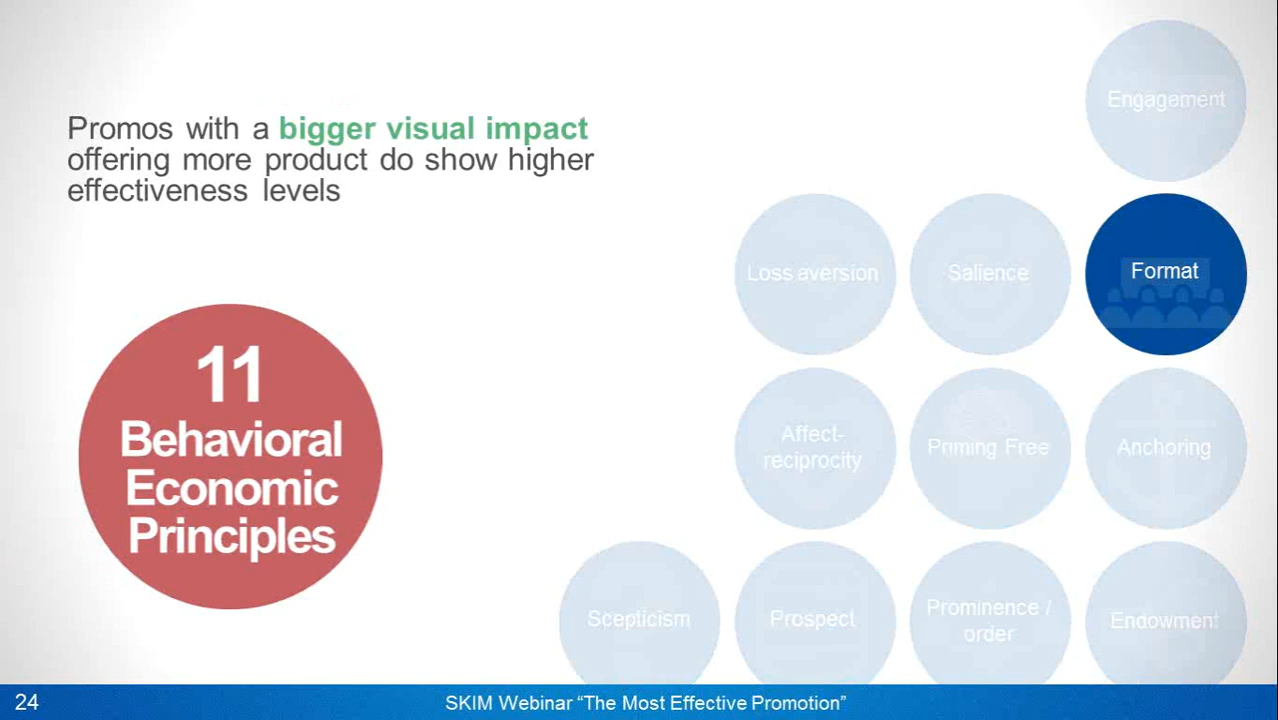 Promos with a bigger visual impact
offering more product do show higher
effectiveness levels
11
Behavioral
Economic
Principles
Engagement
Loss aversion
Salience
Format
Affect-
reciprocity
Priming Free
Anchoring
Scepticism
Prospect
Prominence /
order
Endowment
24
SKIM Webinar “The Most Effective Promotion”